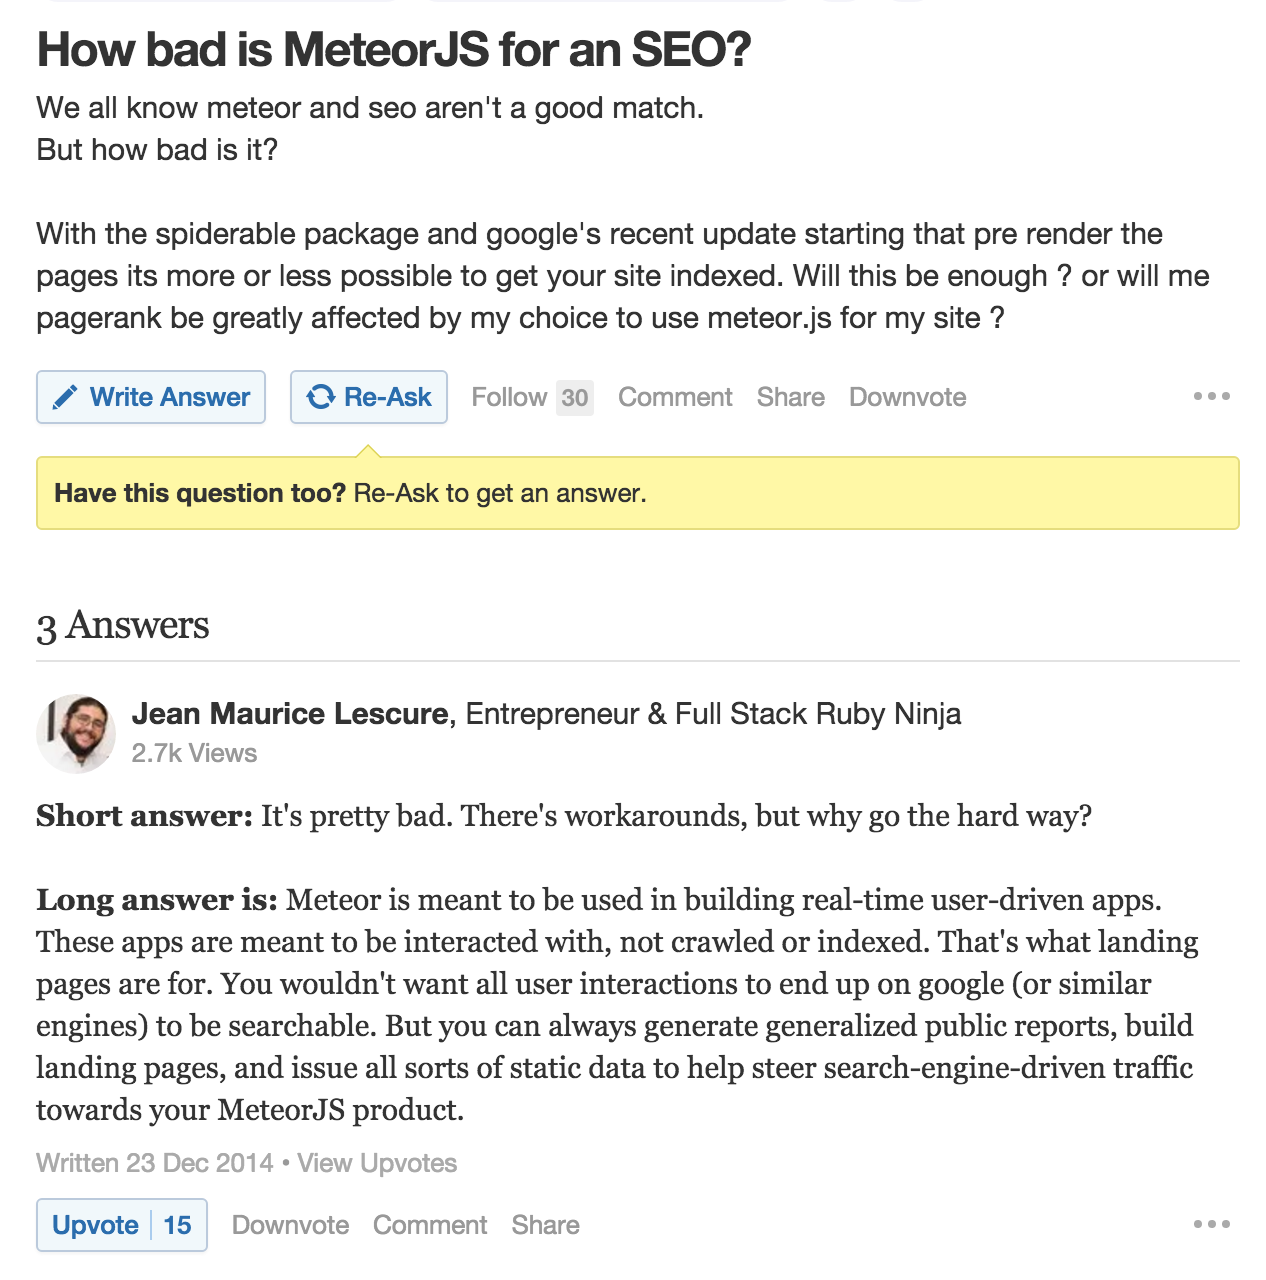 How bad is MeteorJS for an SEO?
We all know meteor and seo aren't a good match.
But how bad is it?
With the spiderable package and google's recent update starting that pre render the
pages its more or less possible to get your site indexed. Will this be enough ? or will me
pagerank be greatly affected by my choice to use meteor.js for my site ?
Write Answer Re-Ask Follow 30 Comment Share Downvote
Have this question too? Re-Ask to get an answer.
3 Answers
Jean Maurice Lescure, Entrepreneur & Full Stack Ruby Ninja
2.7k Views
Short answer: It's pretty bad. There's workarounds, but why go the hard way?
Long answer is: Meteor is meant to be used in building real-time user-driven apps.
These apps are meant to be interacted with, not crawled or indexed. That's what landing
pages are for. You wouldn't want all user interactions to end up on google (or similar
engines) to be searchable. But you can always generate generalized public reports, build
landing pages, and issue all sorts of static data to help steer search-engine-driven traffic
towards your MeteorJS product.
Written 23 Dec 2014 • View Upvotes
Upvote 15 Downvote Comment Share